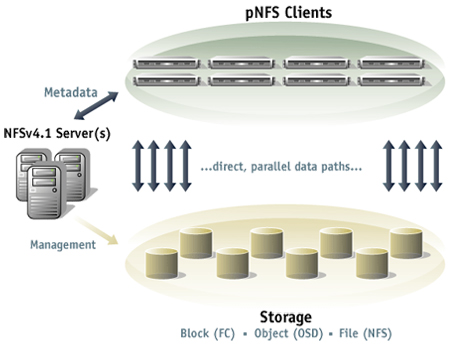 pNFS Clients
Metadata
NFSv4.1 Server(s)
...direct, parallel data paths...
Management
Storage
Block (FC) • Object (OSD) • File (NFS)